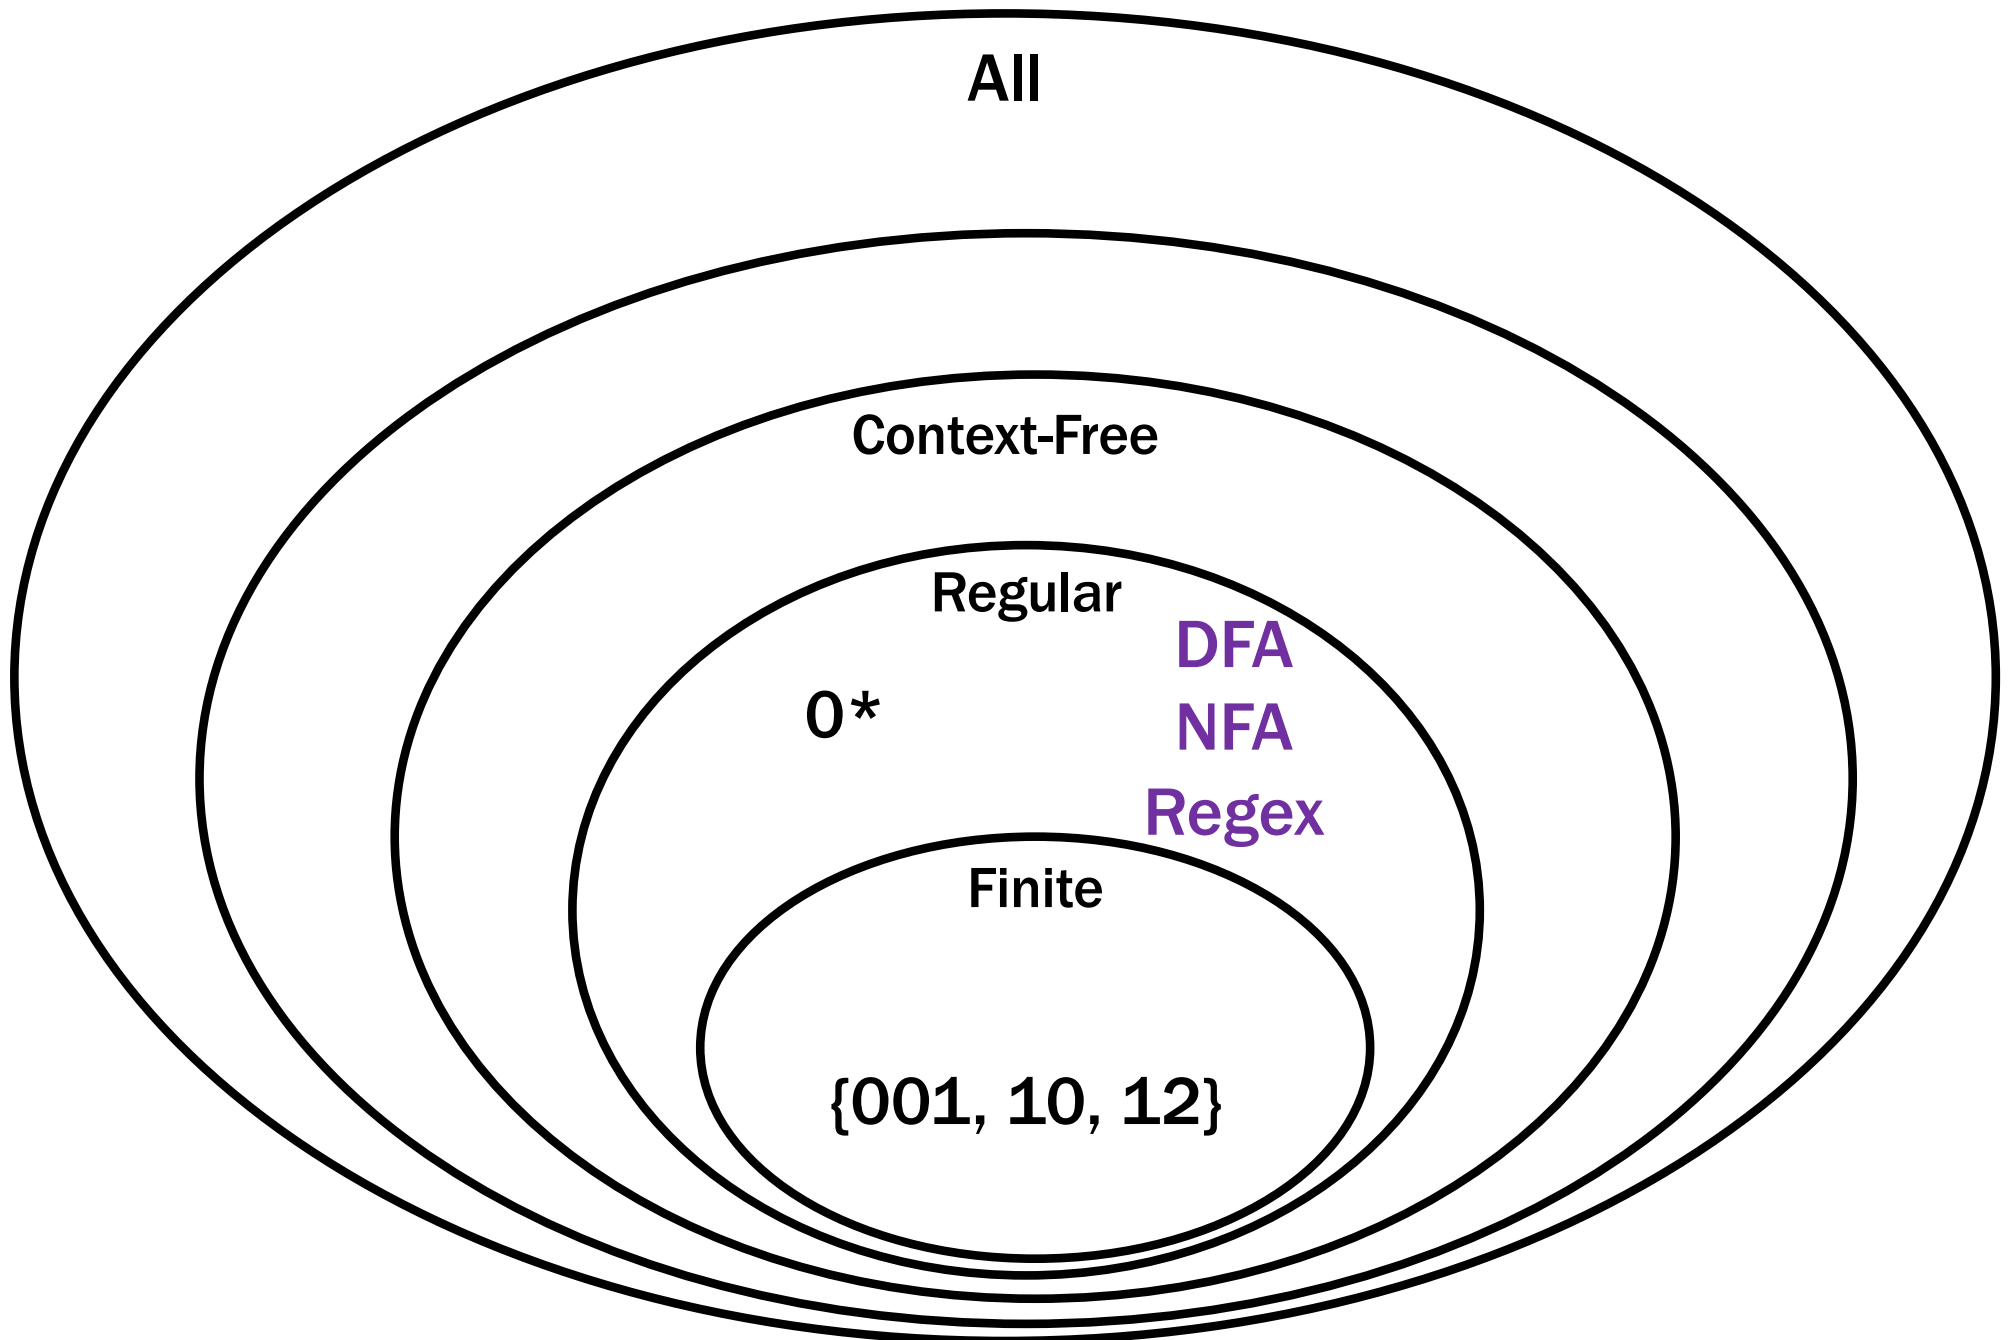 All
Context-Free
Regular
DFA
0*
NFA
Regex
Finite
{001, 10, 12}